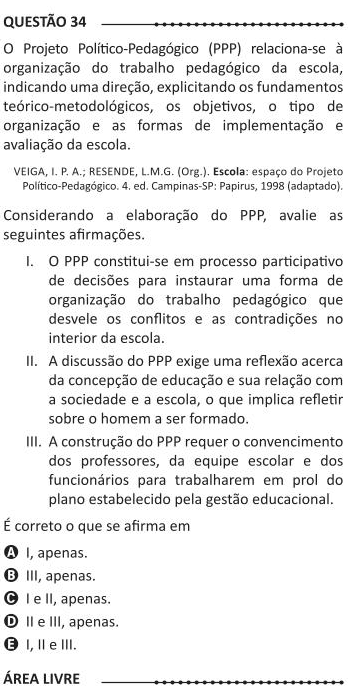 QUESTÃO 34
O Projeto Político-Pedagógico (PPP) relaciona-se à
organização do trabalho pedagógico da escola,
indicando uma direção, explicitando os fundamentos
teórico-metodológicos, os objetivos, o tipo de
organização e as formas de implementação e
avaliação da escola.
VEIGA, I. P. A.; RESENDE, L.M.G. (Org.). Escola: espaço do Projeto
Político-Pedagógico. 4. ed. Campinas-SP: Papirus, 1998 (adaptado).
Considerando a elaboração do PPP, avalie as
seguintes afirmações.
I. O PPP constitui-se em processo participativo
de decisões para instaurar uma forma de
organização do trabalho pedagógico que
desvele os conflitos e as contradições no
interior da escola.
II. A discussão do PPP exige uma reflexão acerca
da concepção de educação e sua relação com
a sociedade e a escola, o que implica refletir
sobre o homem a ser formado.
III. A construção do PPP requer o convencimento
dos professores, da equipe escolar e dos
funcionários para trabalharem em prol do
plano estabelecido pela gestão educacional.
É correto o que se afirma em
A I, apenas.
B III, apenas.
C I e II, apenas.
D II e III, apenas.
E I, II e III.
ÁREA LIVRE